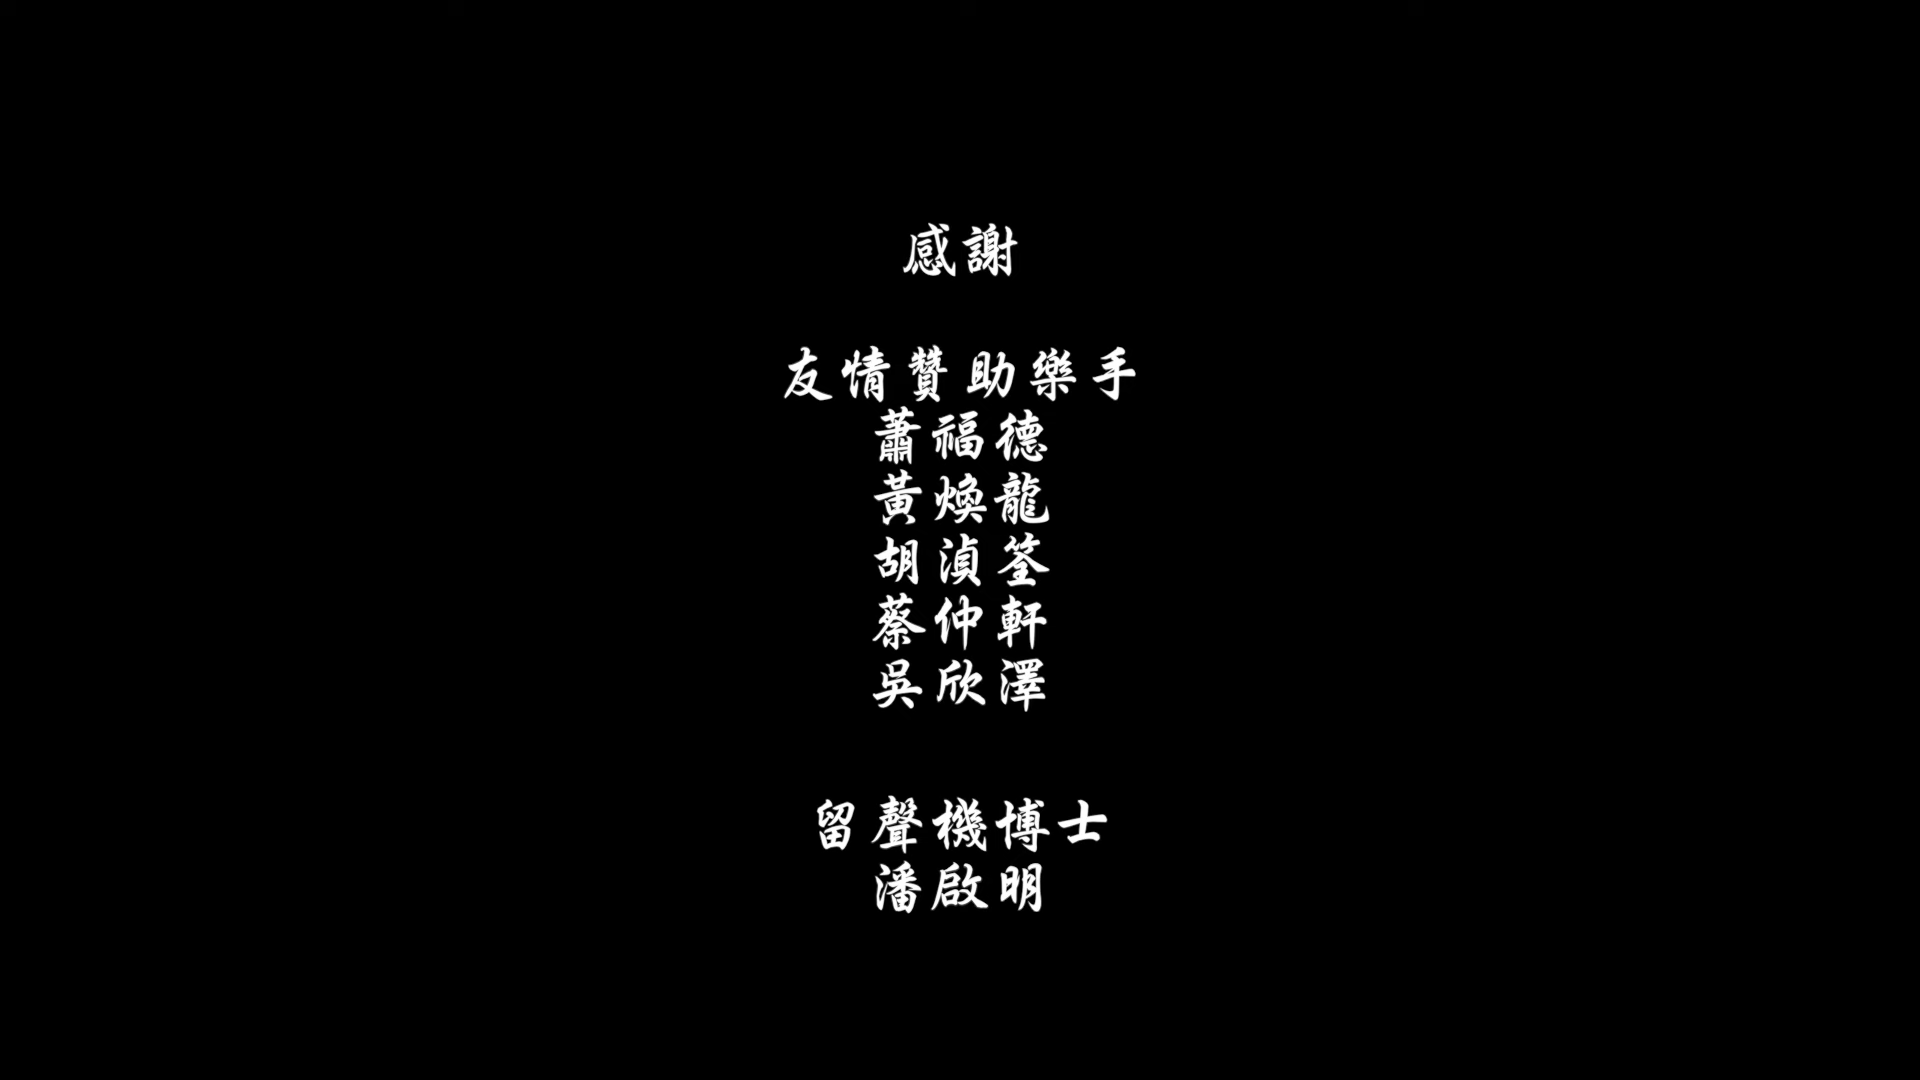 感謝
友情贊助樂手
蕭福德
黃煥龍
胡湞筌
蔡仲軒
吳欣澤
留聲機博士
潘啟明